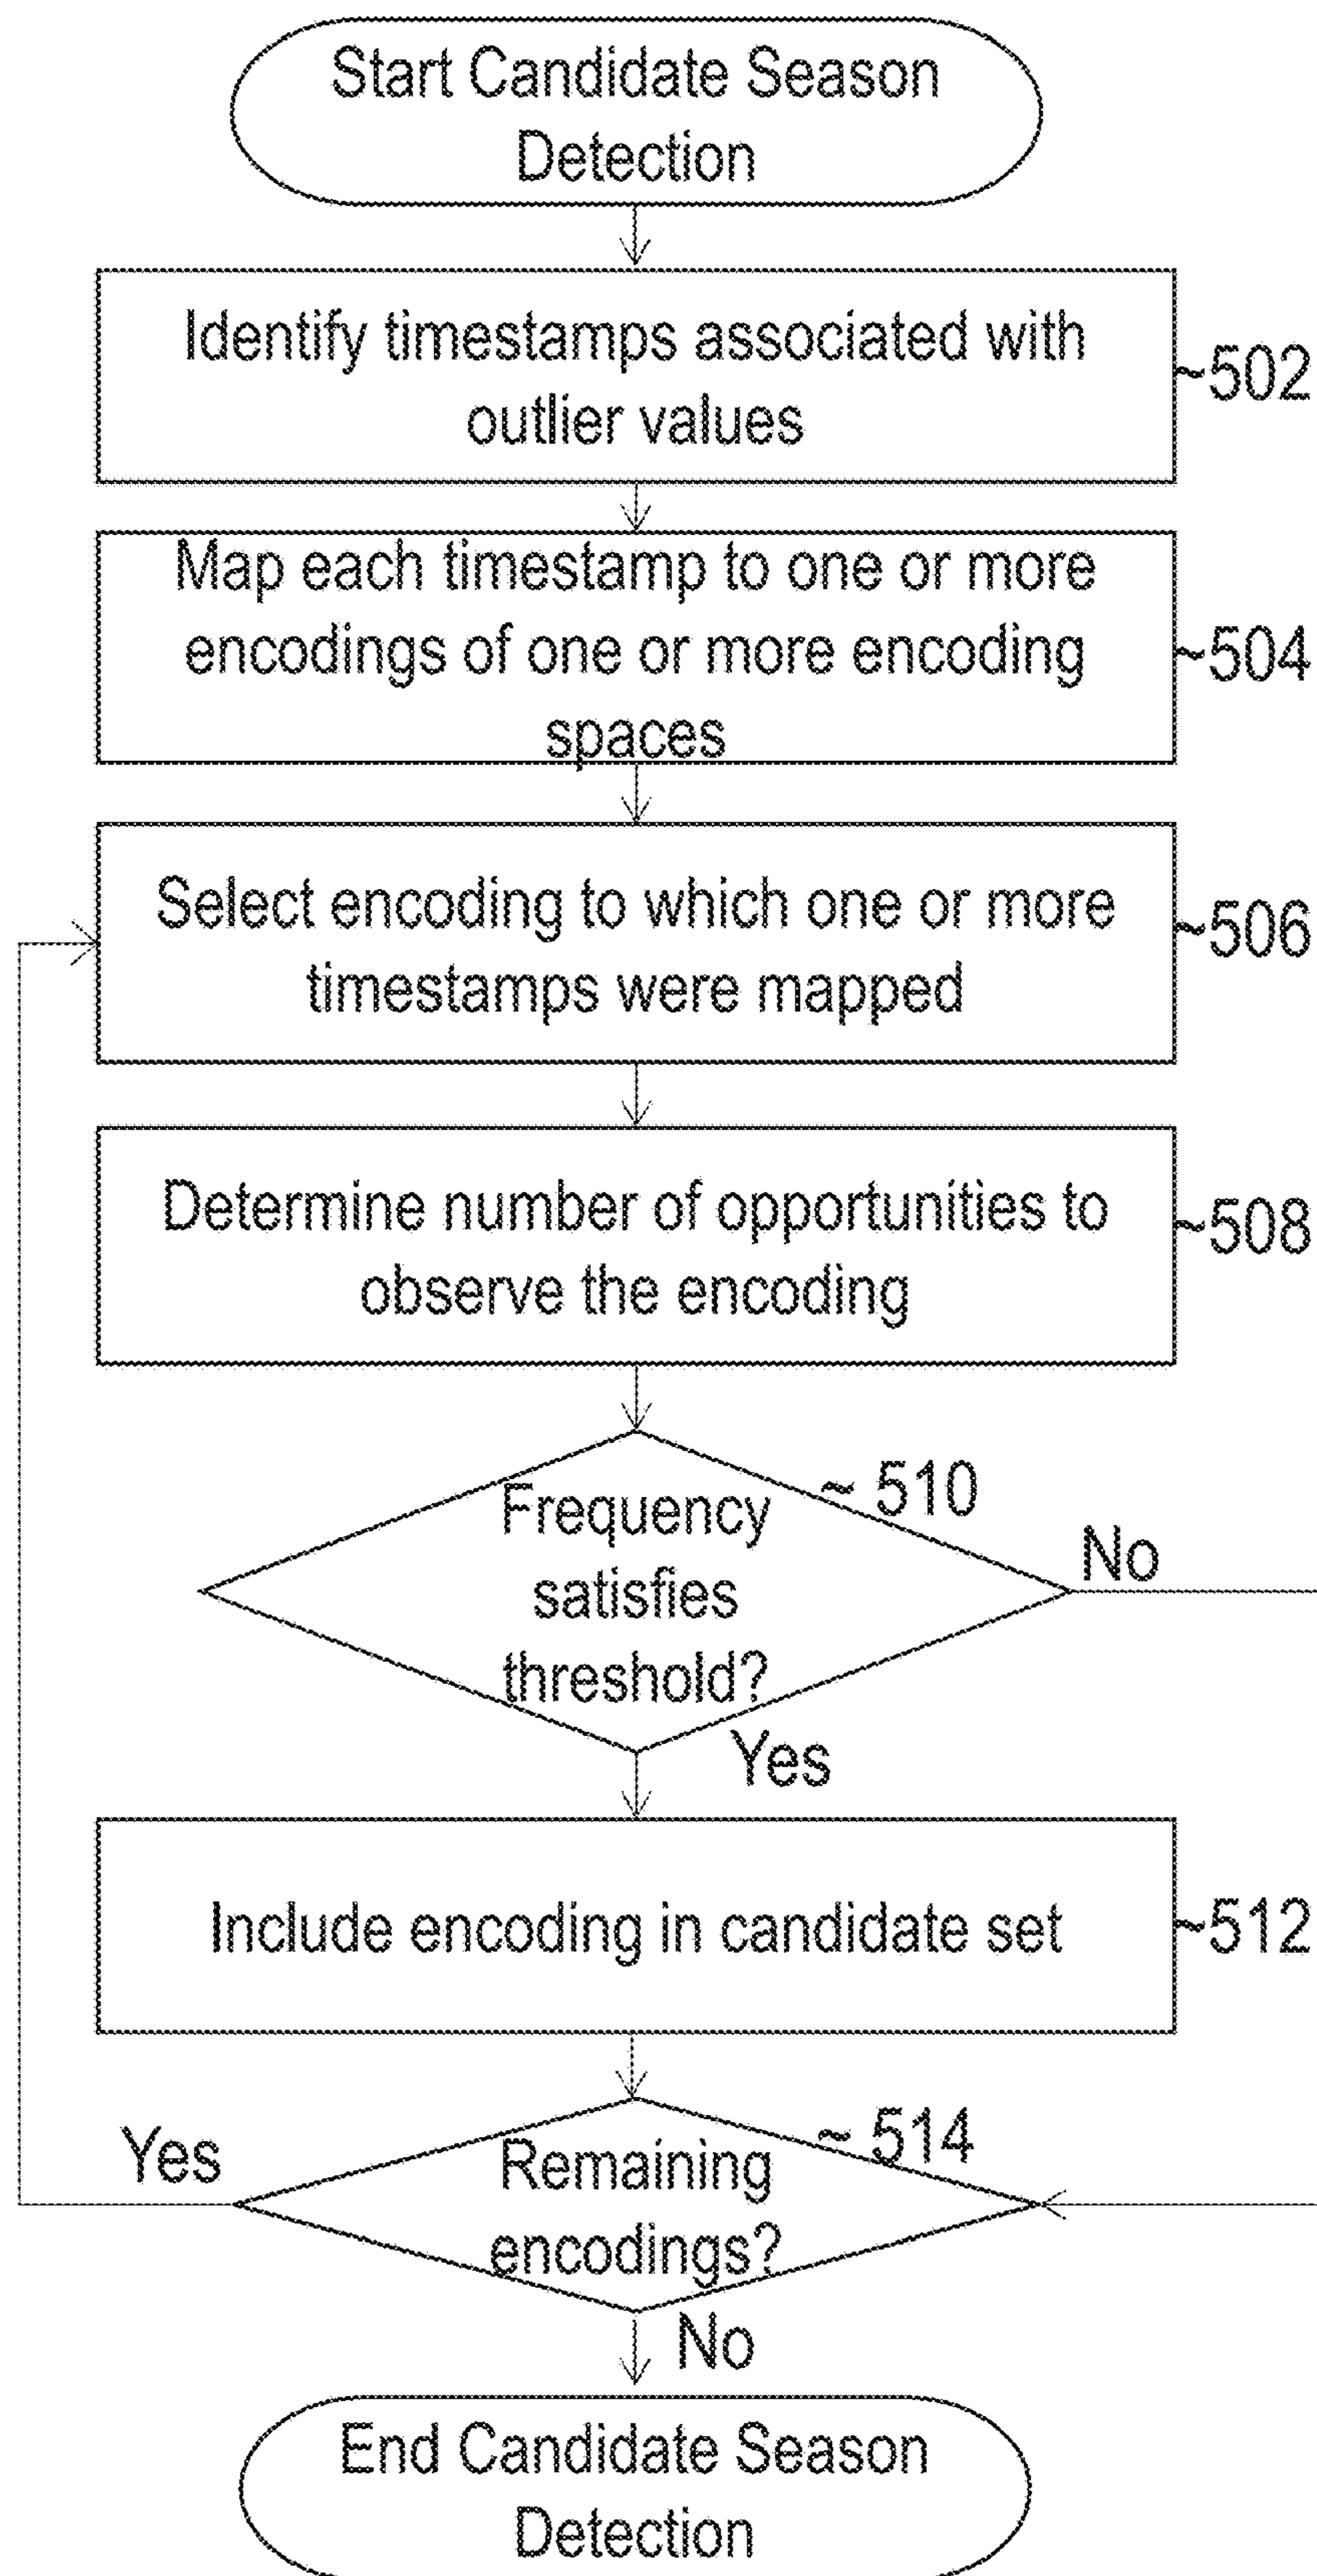 Start Candidate Season
Detection
Identify timestamps associated with
outlier values
~502
Map each timestamp to one or more
encodings of one or more encoding
spaces
~504
Select encoding to which one or more
timestamps were mapped
~506
Determine number of opportunities to
observe the encoding
~508
Frequency
satisfies
threshold?
~ 510
No
Yes
Include encoding in candidate set
~512
Remaining
encodings?
~ 514
Yes
No
End Candidate Season
Detection